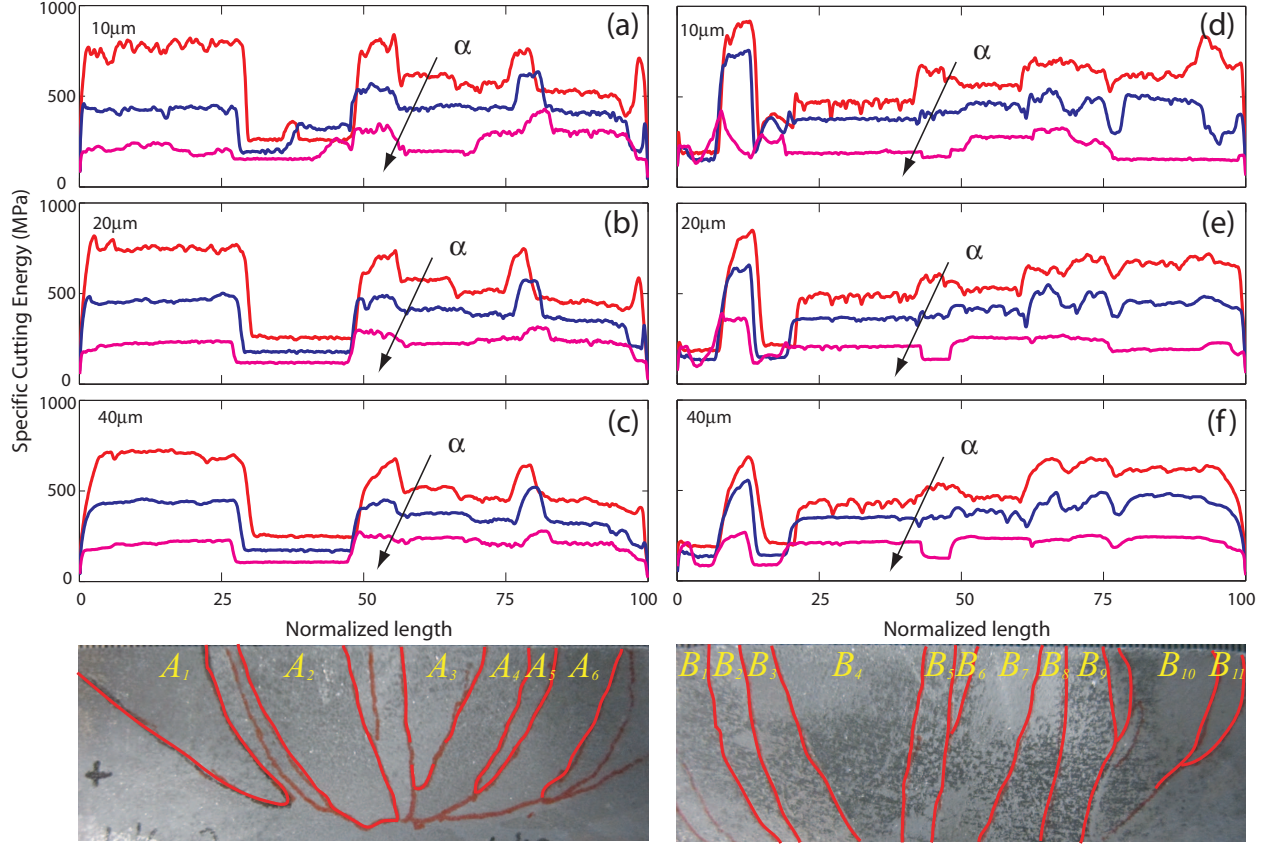 Specific Cutting Energy (MPa)
1000
500
0
10μm
(a)
α
1000
500
0
20μm
(b)
α
1000
500
0
40μm
(c)
α
0 25 50 75 100
Normalized length
A1 A2 A3 A4 A5 A6
10μm
(d)
α
20μm
(e)
α
40μm
(f)
α
0 25 50 75 100
Normalized length
B1 B2 B3 B4 B5 B6 B7 B8 B9 B10 B11